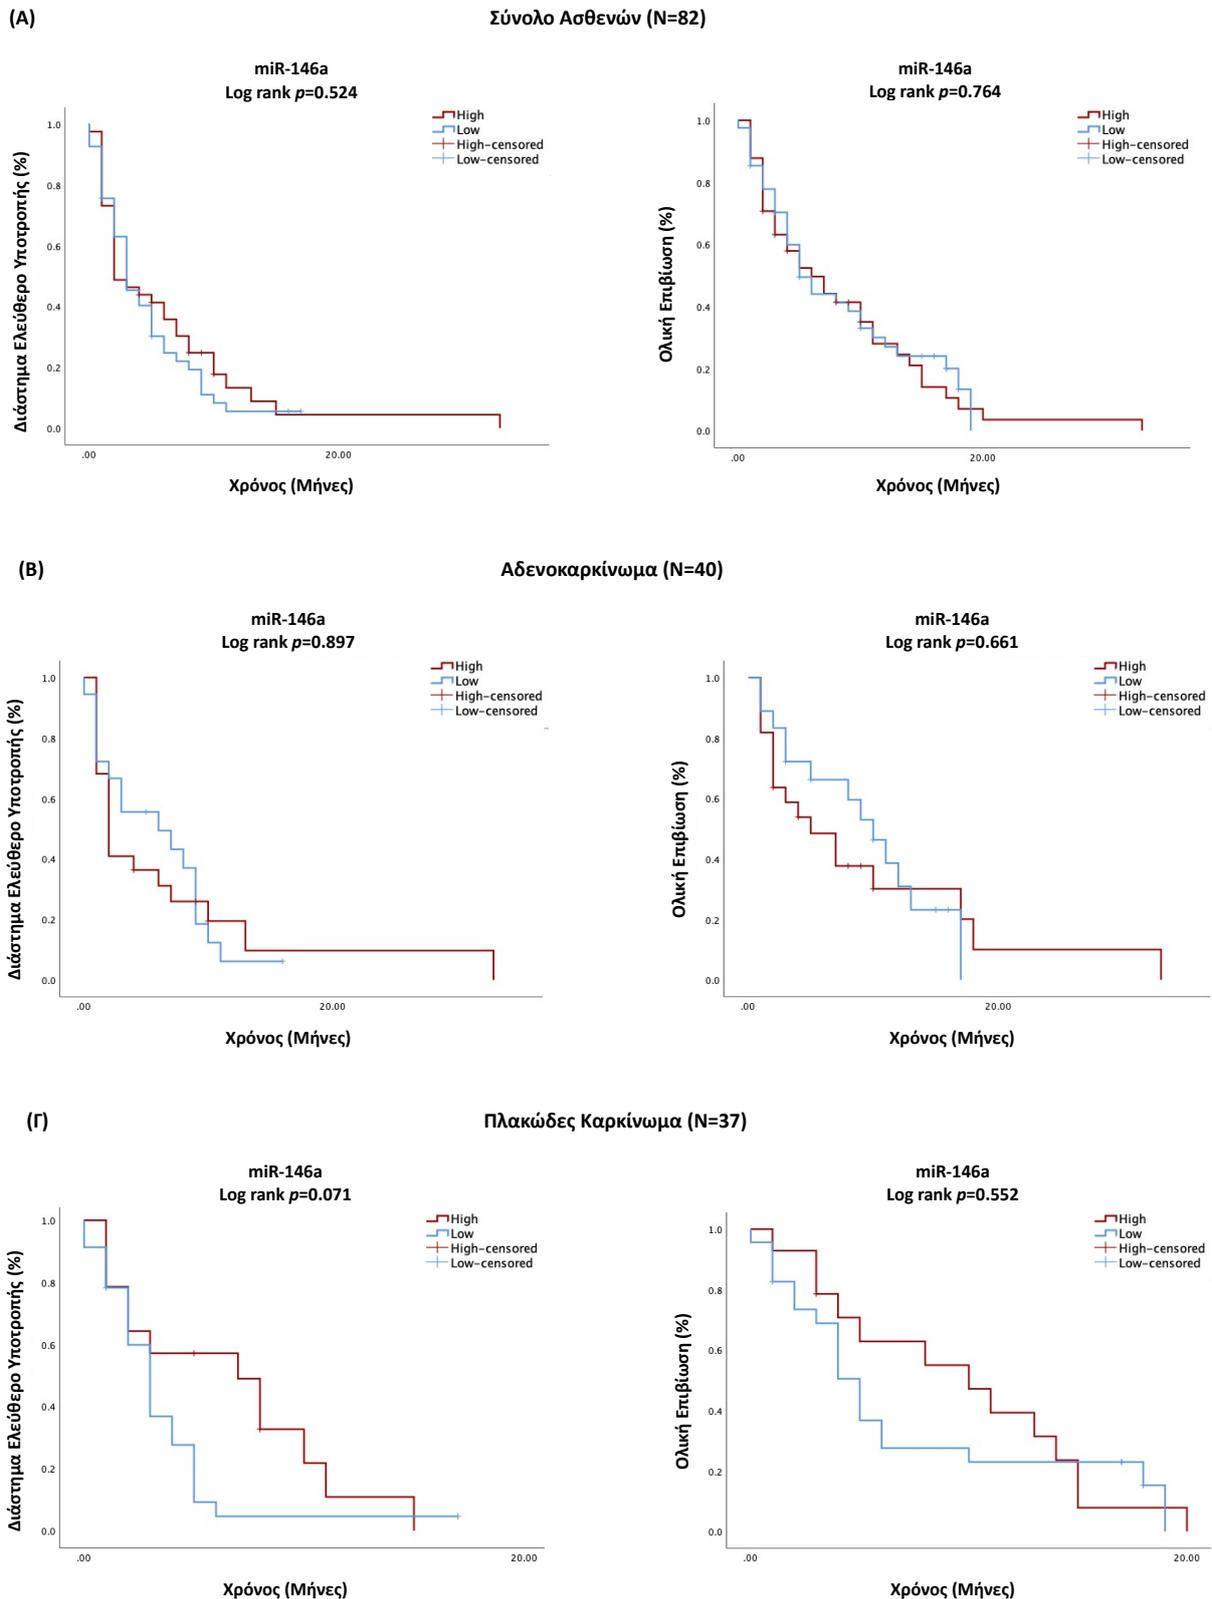 (Α) Σύνολο Ασθενών (N=82)
miR-146a
Log rank p=0.524
High
Low
High-censored
Low-censored
Διάστημα Ελεύθερο Υποτροπής (%)
1.0
0.8
0.6
0.4
0.2
0.0
.00 20.00
Χρόνος (Μήνες)
miR-146a
Log rank p=0.764
High
Low
High-censored
Low-censored
Ολική Επιβίωση (%)
1.0
0.8
0.6
0.4
0.2
0.0
.00 20.00
Χρόνος (Μήνες)
(Β) Αδενοκαρκίνωμα (N=40)
miR-146a
Log rank p=0.897
High
Low
High-censored
Low-censored
Διάστημα Ελεύθερο Υποτροπής (%)
1.0
0.8
0.6
0.4
0.2
0.0
.00 20.00
Χρόνος (Μήνες)
miR-146a
Log rank p=0.661
High
Low
High-censored
Low-censored
Ολική Επιβίωση (%)
1.0
0.8
0.6
0.4
0.2
0.0
.00 20.00
Χρόνος (Μήνες)
(Γ) Πλακώδες Καρκίνωμα (N=37)
miR-146a
Log rank p=0.071
High
Low
High-censored
Low-censored
Διάστημα Ελεύθερο Υποτροπής (%)
1.0
0.8
0.6
0.4
0.2
0.0
.00 20.00
Χρόνος (Μήνες)
miR-146a
Log rank p=0.552
High
Low
High-censored
Low-censored
Ολική Επιβίωση (%)
1.0
0.8
0.6
0.4
0.2
0.0
.00 20.00
Χρόνος (Μήνες)